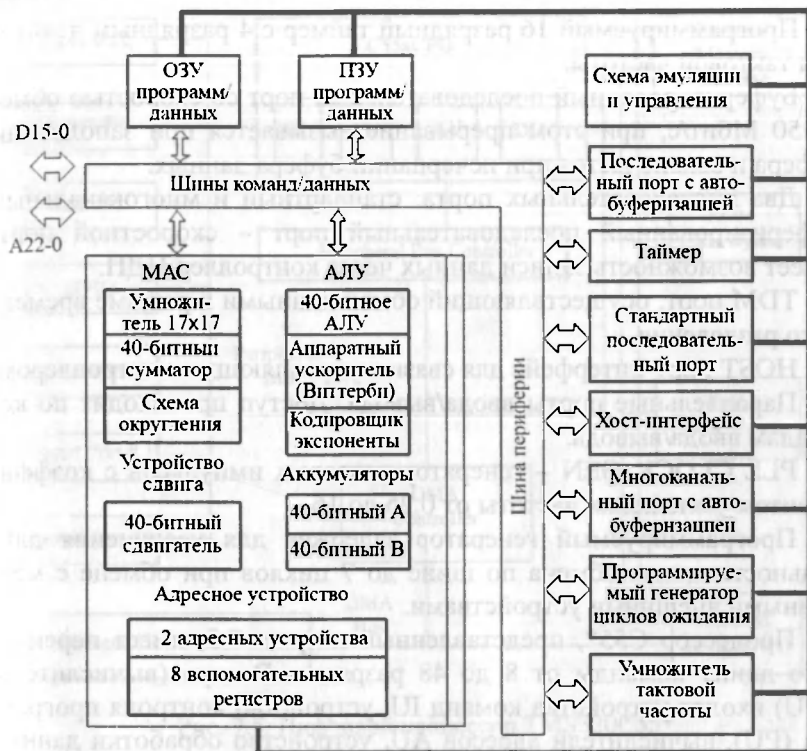 ОЗУ
программ/
данных
ПЗУ
программ/
данных
Схема эмуляции
и управления
D15-0
A22-0
Шины команд/данных
Последователь-
ный порт с авто-
буферизацией
Таймер
Стандартный
последователь-
ный порт
Хост-интерфейс
Многоканаль-
ный порт с авто-
буферизацией
Программируе-
мый генератор
циклов ожидания
Умножитель
тактовой
частоты
Шина периферии
МАС
Умножи-
тель 17х17
40-битный
сумматор
Схема
округления
Устройство
сдвига
40-битный
сдвигатель
АЛУ
40-битное
АЛУ
Аппаратный
ускоритель
(Виттерби)
Кодировщик
экспоненты
Аккумуляторы
40-битный А
40-битный В
Адресное устройство
2 адресных устройства
8 вспомогательных
регистров